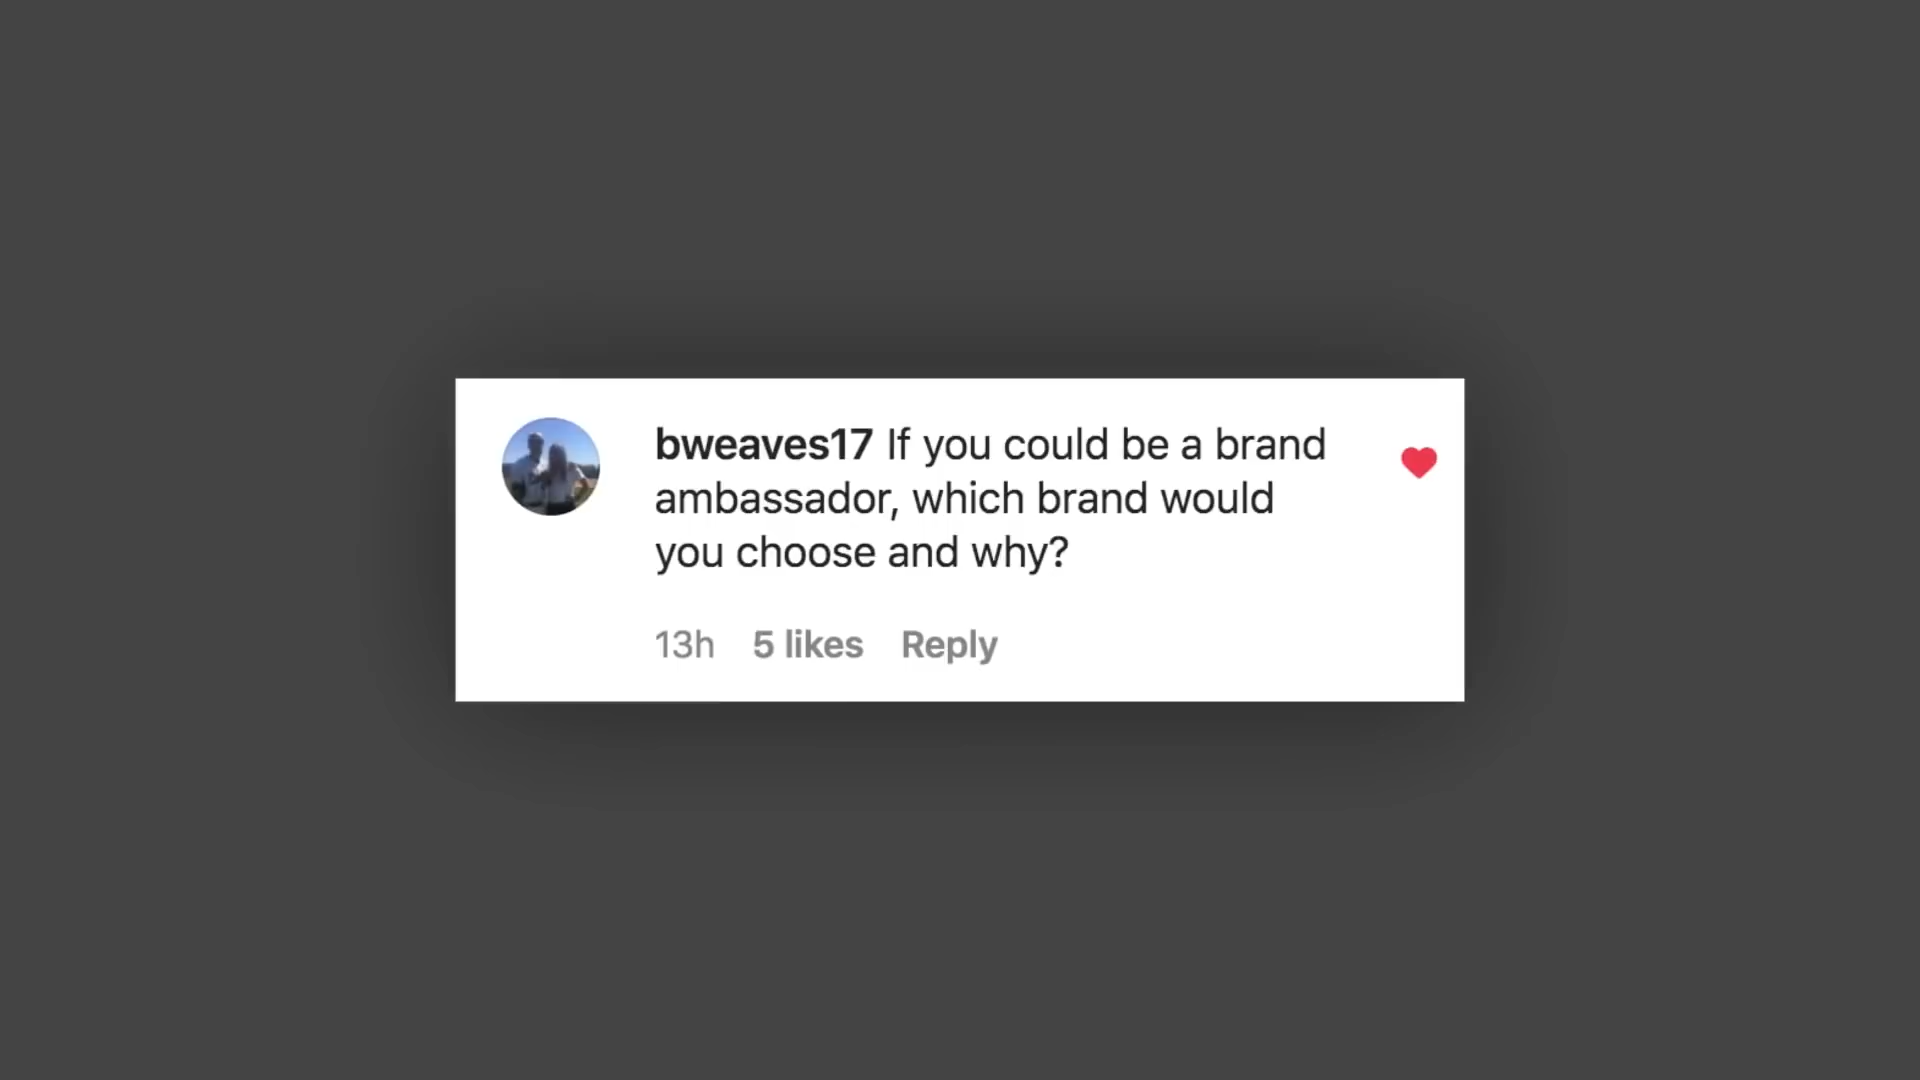 bweaves17 If you could be a brand
ambassador, which brand would
you choose and why?
13h 5 likes Reply